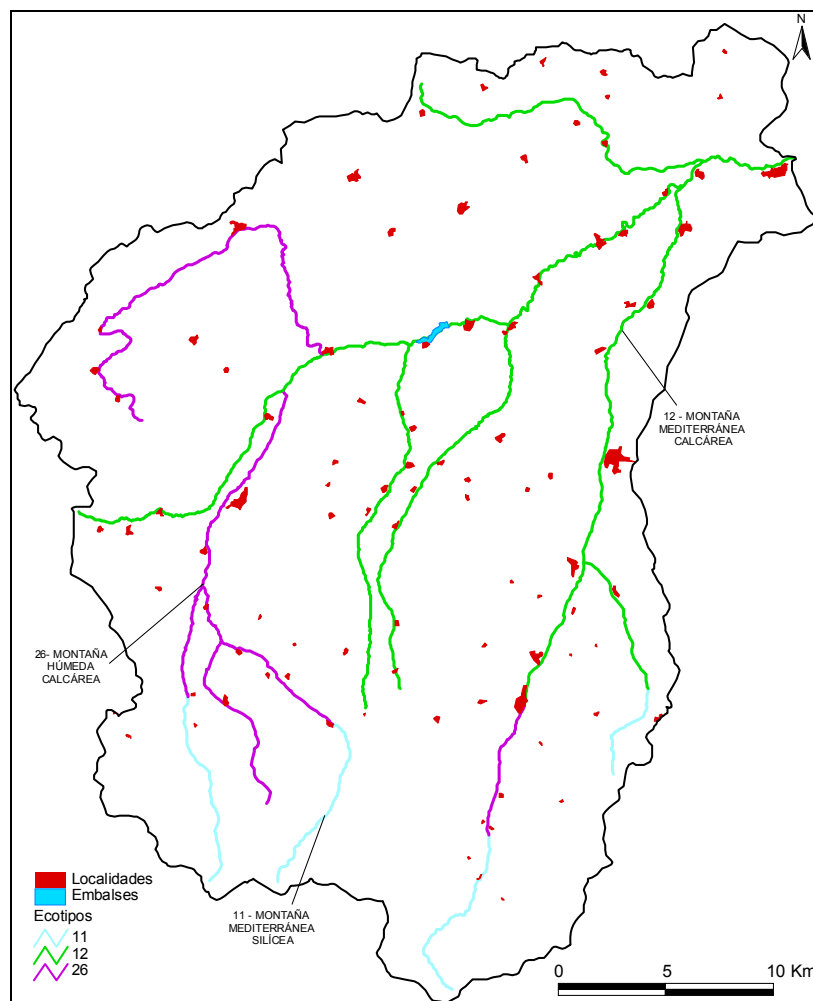 N
12 - MONTAÑA
MEDITERRÁNEA
CALCÁREA
26- MONTAÑA
HÚMEDA
CALCÁREA
11 - MONTAÑA
MEDITERRÁNEA
SILÍCEA
Localidades
Embalses
Ecotipos
11
12
26
0 5 10 Km